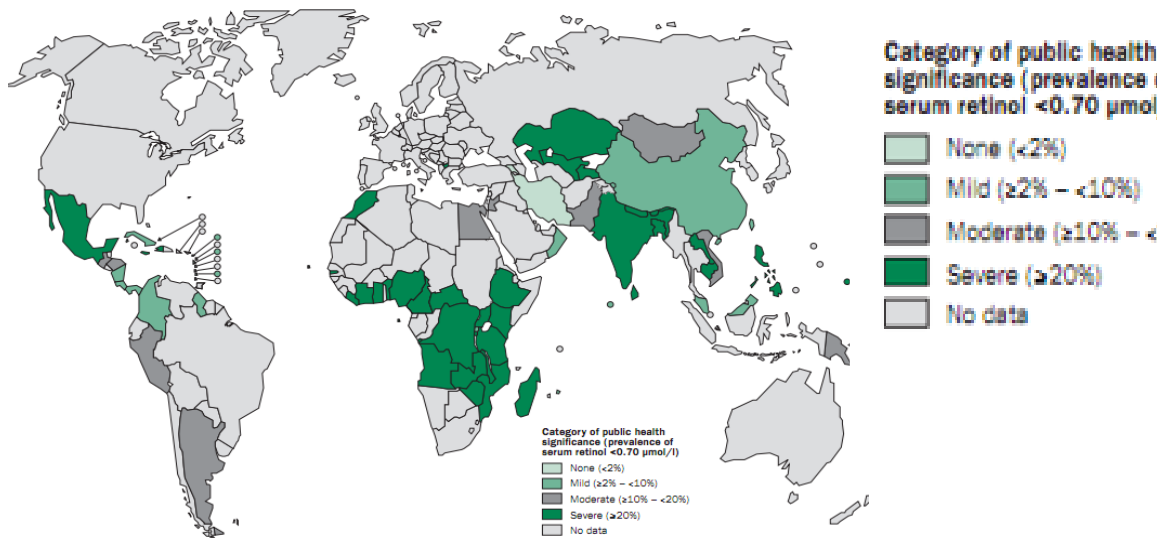 Category of public health
significance (prevalence of
serum retinol <0.70 µmol/l)
None (<2%)
Mild (≥2% – <10%)
Moderate (≥10% – <20%)
Severe (≥20%)
No data
Category of public health
significance (prevalence
serum retinol <0.70 µmol
None (<2%)
Mild (≥2% – <10%)
Moderate (≥10% – <
Severe (≥20%)
No data